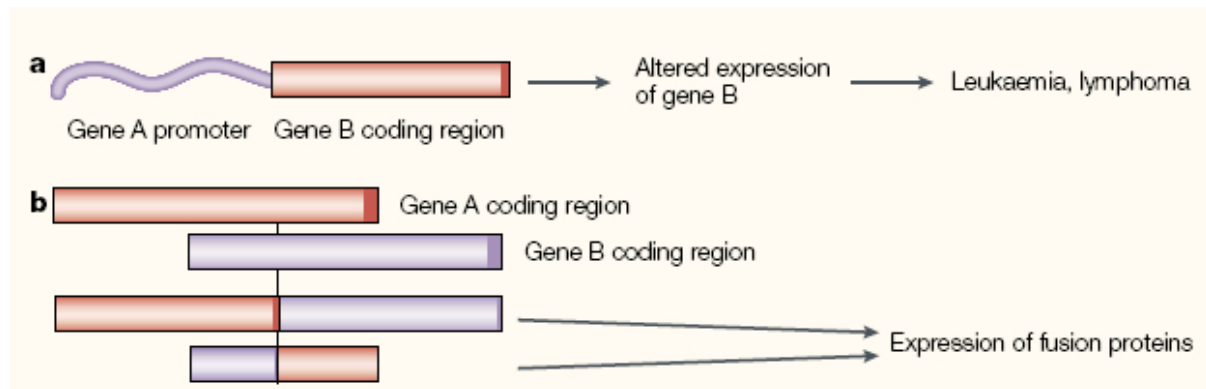 a
Altered expression
of gene B
Leukaemia, lymphoma
Gene A promoter
Gene B coding region
b
Gene A coding region
Gene B coding region
Expression of fusion proteins